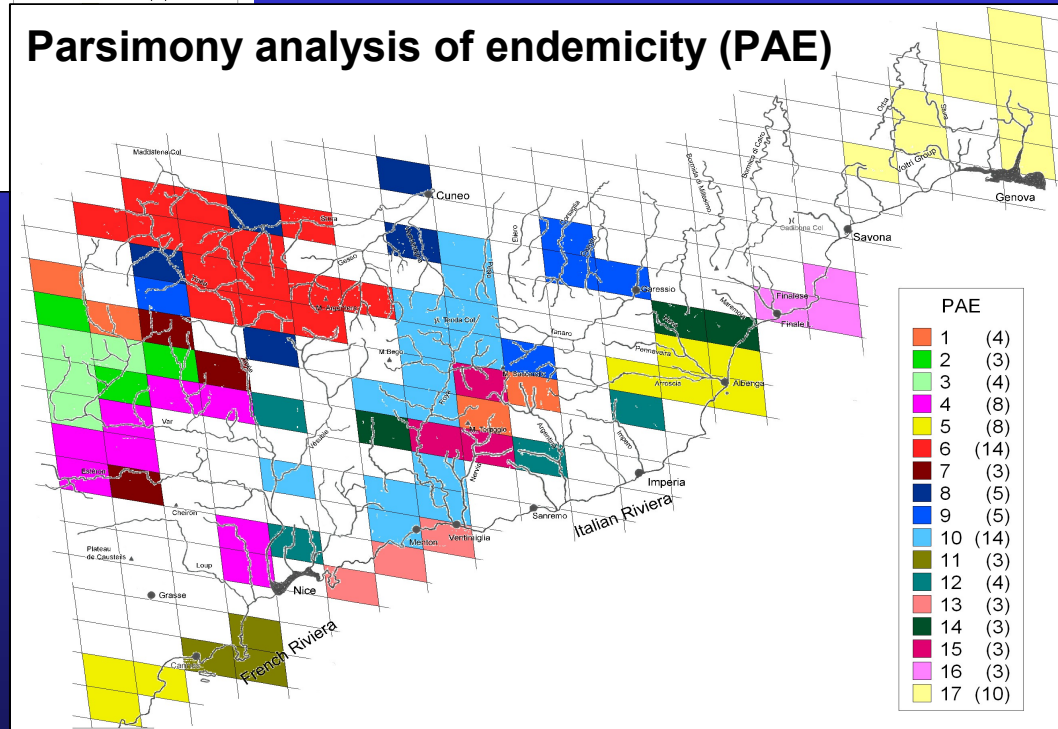 Parsimony analysis of endemicity (PAE)
Maddalena Col
Cuneo
Stura
Gesso
Ellero
Bormida di Millesimo
Bormida di Cairo
Orba
Stura
Voltri Group
Genova
Savona
Cadibona Col
Garessio
Finalese
Finale L
Maremola
Tenda Col
Tanaro
Pennavaira
M.Bego
Arroscia
Albenga
M.Toraggio
Roya
Var
Vésubie
Argentina
Impero
Nervia
Esteron
Imperia
Cheiron
Sanremo
Italian Riviera
Menton
Ventimiglia
Plateau
de Caussols
Loup
Nice
Grasse
French Riviera
Cannes
PAE
1 (4)
2 (3)
3 (4)
4 (8)
5 (8)
6 (14)
7 (3)
8 (5)
9 (5)
10 (14)
11 (3)
12 (4)
13 (3)
14 (3)
15 (3)
16 (3)
17 (10)